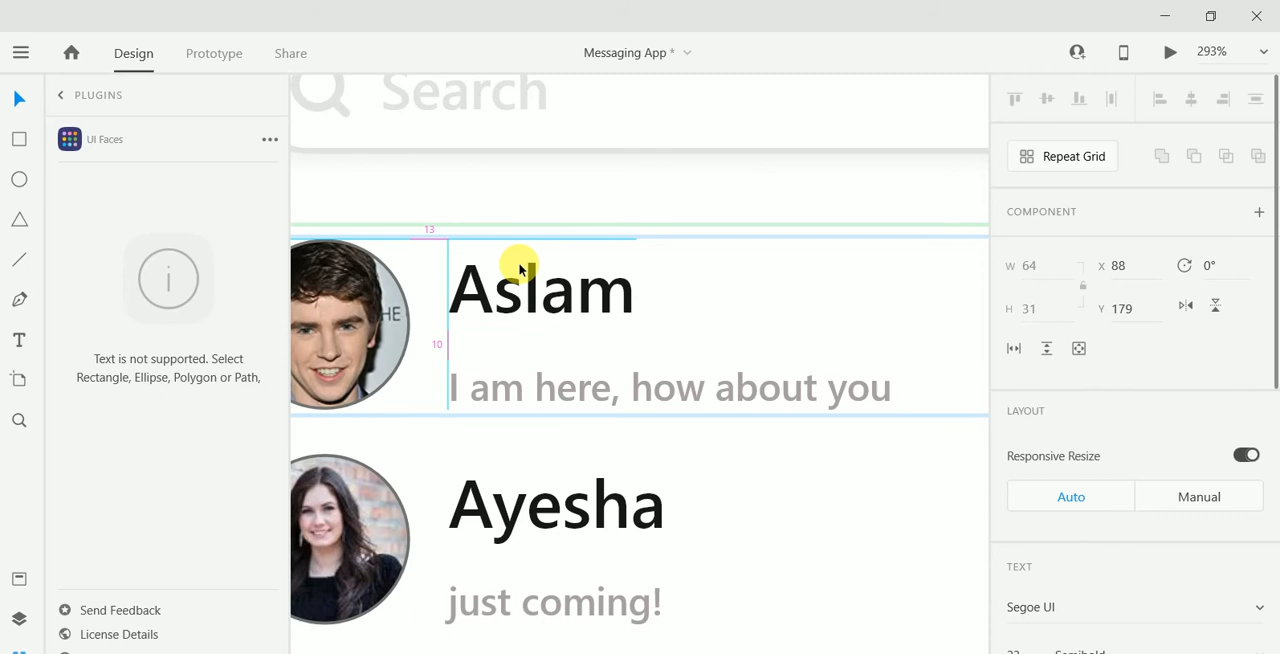 Design
Prototype
Share
Messaging App *
293%
PLUGINS
UI Faces
Text is not supported. Select
Rectangle, Ellipse, Polygon or Path,
Send Feedback
License Details
Search
13
HE
Aslam
10
I am here, how about you
Ayesha
just coming!
Repeat Grid
COMPONENT
W 64
X 88
0°
H 31
Y 179
LAYOUT
Responsive Resize
Auto
Manual
TEXT
Segoe UI